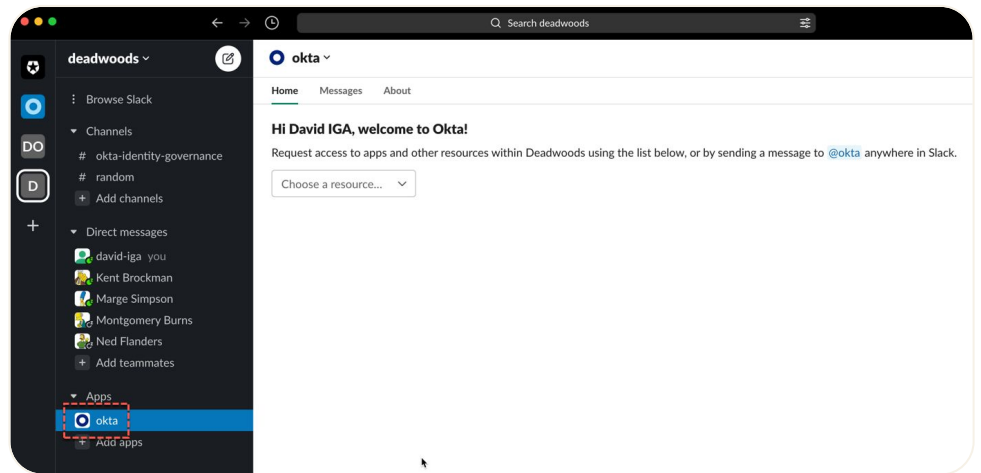 Search deadwoods
DO
D
deadwoods
Browse Slack
Channels
# okta-identity-governance
# random
+ Add channels
Direct messages
david-iga you
Kent Brockman
Marge Simpson
Montgomery Burns
Ned Flanders
+ Add teammates
Apps
okta
+ Add apps
okta
Home Messages About
Hi David IGA, welcome to Okta!
Request access to apps and other resources within Deadwoods using the list below, or by sending a message to @okta anywhere in Slack.
Choose a resource...